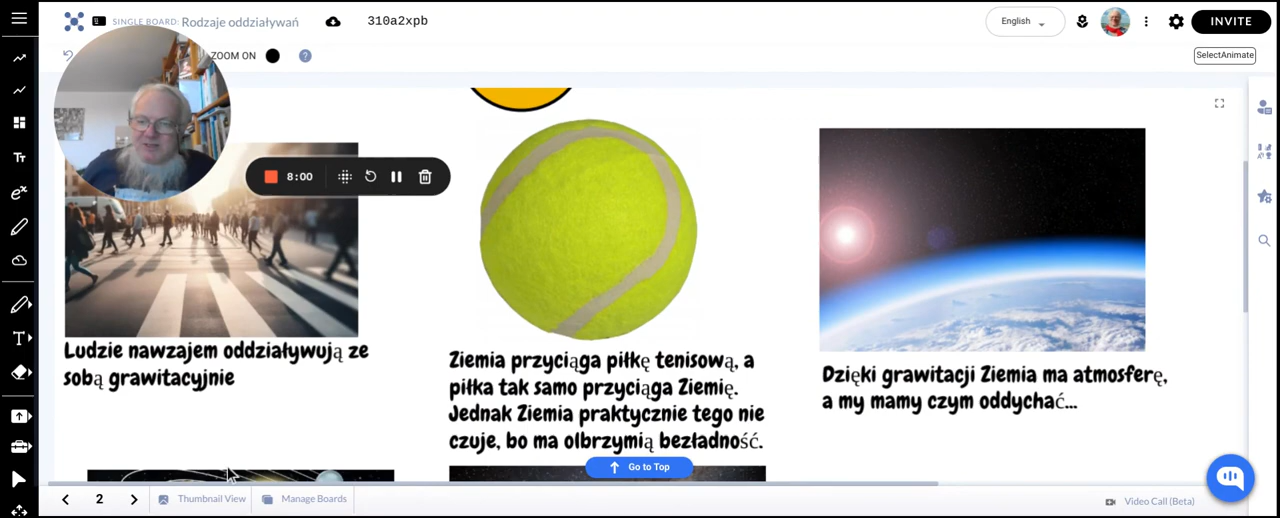 SINGLE BOARD: Rodzaje oddziaływań
310a2xpb
English
INVITE
ZOOM ON
SelectAnimate
8:00
Ludzie nawzajem oddziaływują ze
sobą grawitacyjnie
Ziemia przyciąga piłkę tenisową, a
piłka tak samo przyciąga Ziemię.
Jednak Ziemia praktycznie tego nie
czuje, bo ma olbrzymią bezładność.
Dzięki grawitacji Ziemia ma atmosferę,
a my mamy czym oddychać...
Go to Top
2
Thumbnail View
Manage Boards
Video Call (Beta)